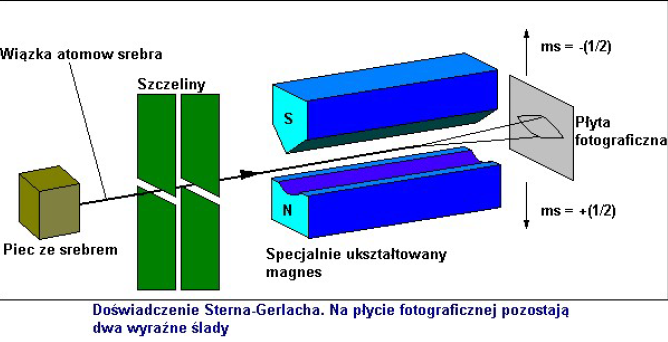 Wiązka atomow srebra
Szczeliny
ms = -(1/2)
S
Płyta
fotograficzna
N
ms = +(1/2)
Piec ze srebrem
Specjalnie ukształtowany
magnes
Doświadczenie Sterna-Gerlacha. Na płycie fotograficznej pozostają
dwa wyraźne ślady